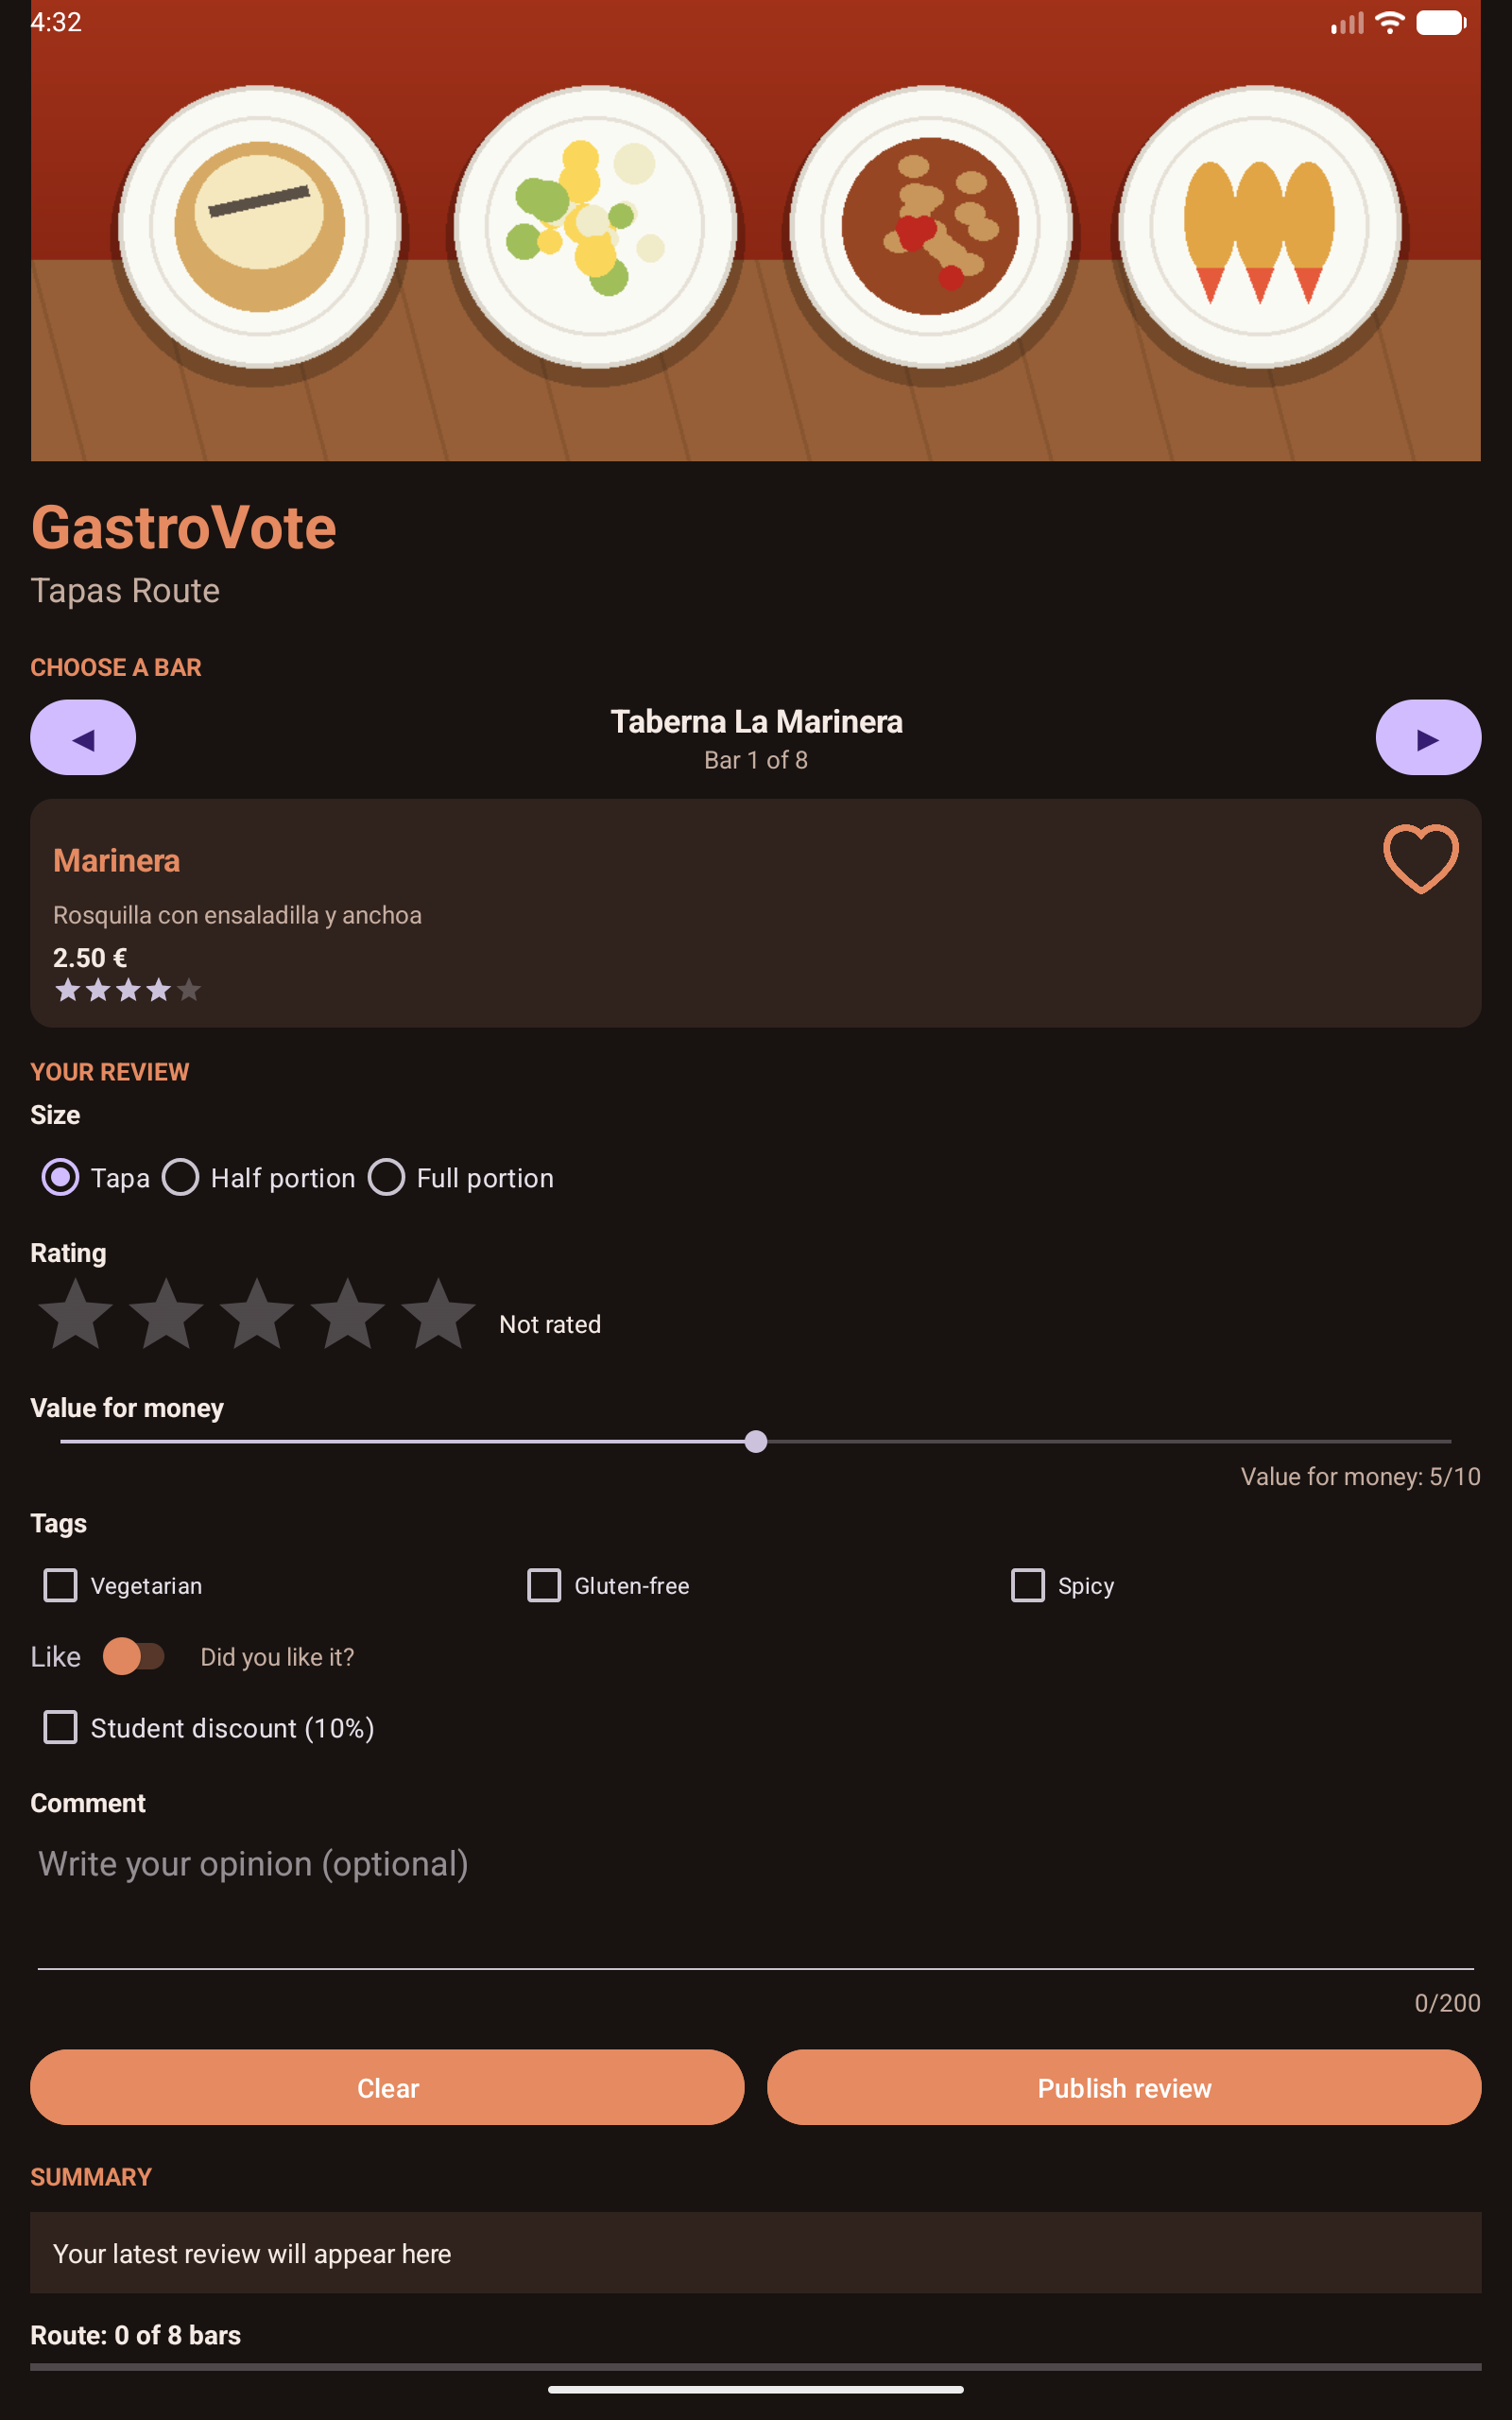 4:32
GastroVote
Tapas Route
CHOOSE A BAR
◀
Taberna La Marinera
▶
Bar 1 of 8
Marinera
Rosquilla con ensaladilla y anchoa
2.50 €
YOUR REVIEW
Size
Tapa Half portion Full portion
Rating
Not rated
Value for money
Value for money: 5/10
Tags
Vegetarian Gluten-free Spicy
Like Did you like it?
Student discount (10%)
Comment
Write your opinion (optional)
0/200
Clear Publish review
SUMMARY
Your latest review will appear here
Route: 0 of 8 bars